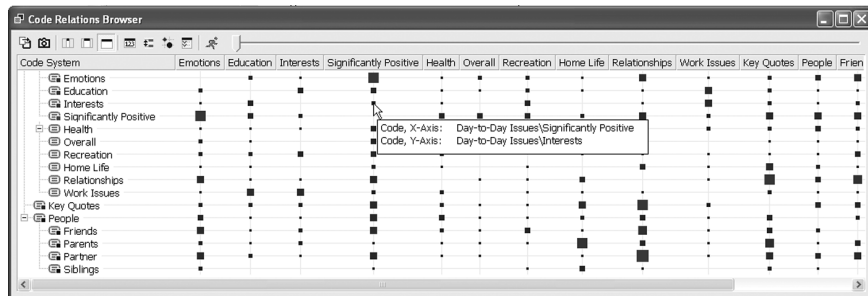 Code Relations Browser
Code System Emotions Education Interests Significantly Positive Health Overall Recreation Home Life Relationships Work Issues Key Quotes People Frien
Emotions
Education
Interests
Significantly Positive
Health
Code, X-Axis: Day-to-Day Issues\Significantly Positive
Overall
Code, Y-Axis: Day-to-Day Issues\Interests
Recreation
Home Life
Relationships
Work Issues
Key Quotes
People
Friends
Parents
Partner
Siblings